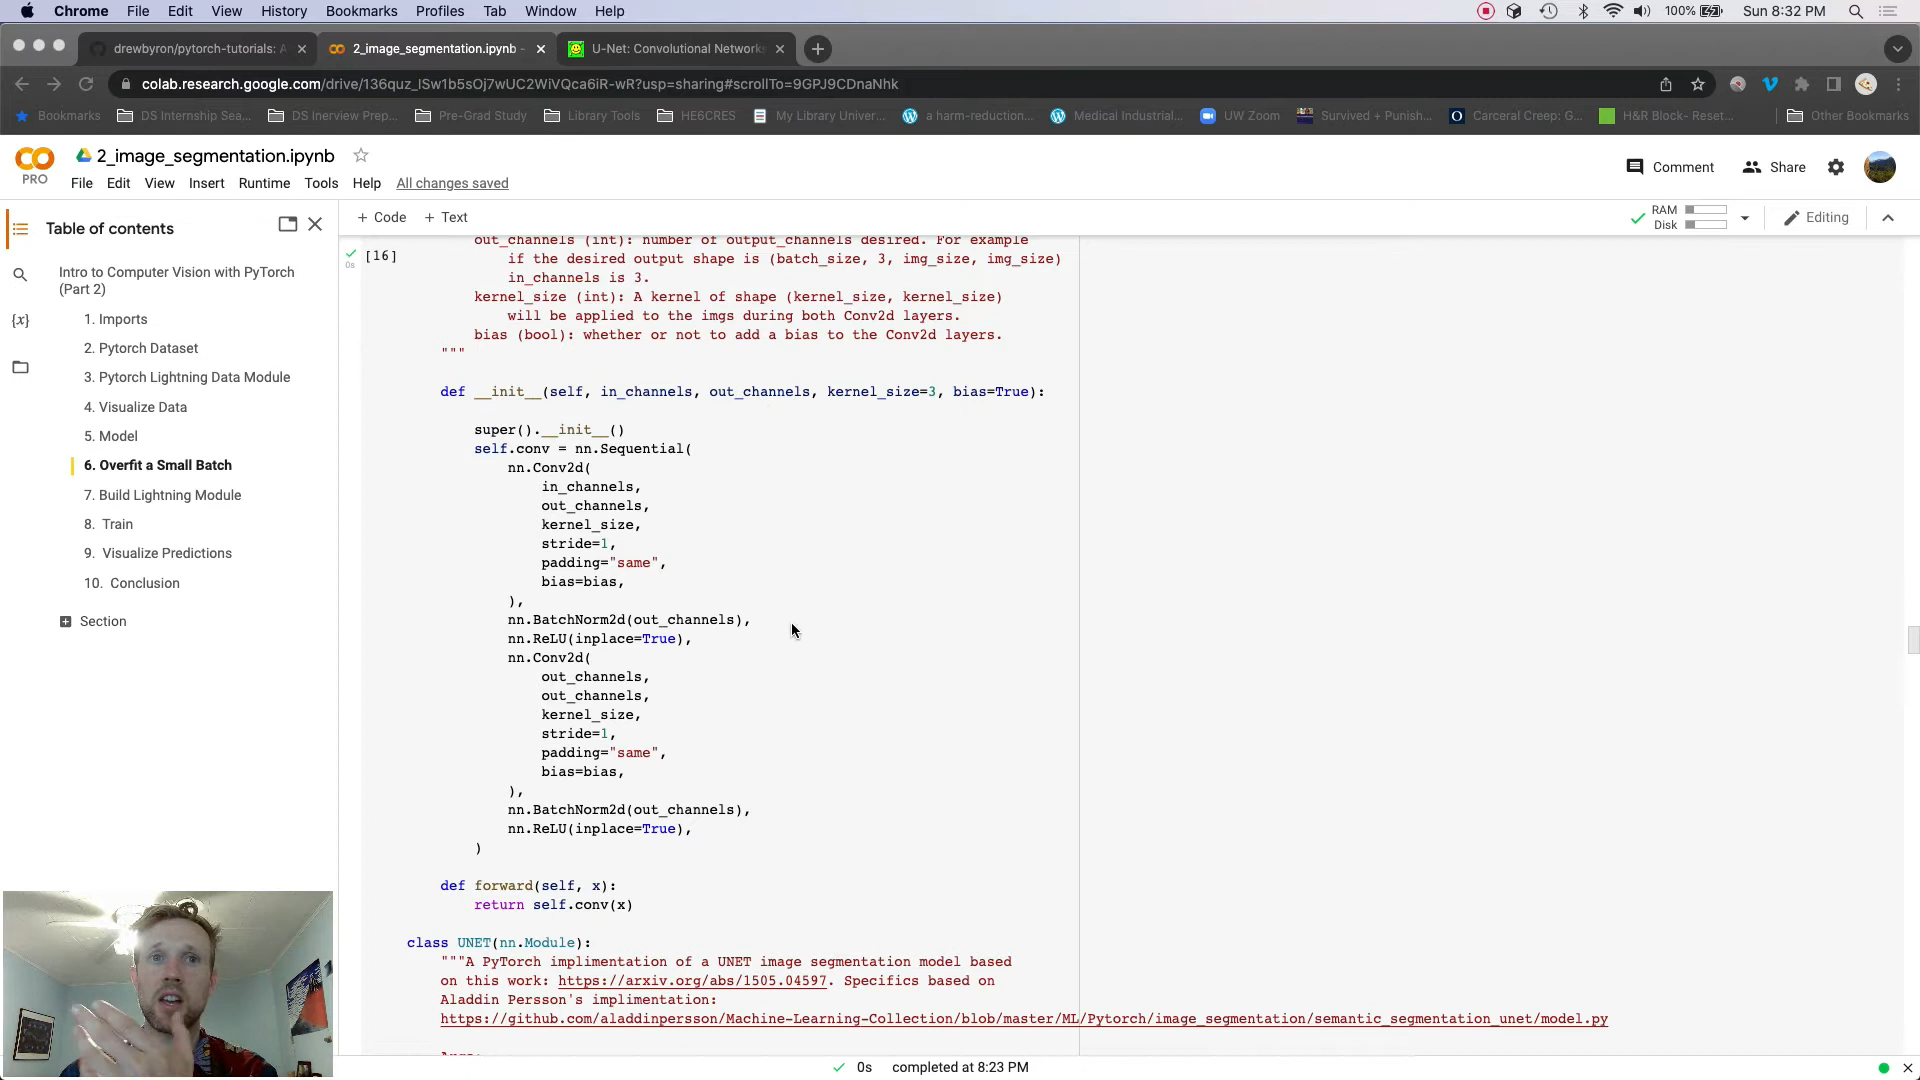 Chrome File Edit View History Bookmarks Profiles Tab Window Help 100% Sun 8:32 PM
drewbyron/pytorch-tutorials: A
2_image_segmentation.ipynb -
U-Net: Convolutional Networks
colab.research.google.com/drive/136quz_lSw1b5sOj7wUC2WiVQca6iR-wR?usp=sharing#scrollTo=9GPJ9CDnaNhk
Bookmarks DS Internship Sea... DS Inerview Prep... Pre-Grad Study Library Tools HE6CRES My Library Univer... a harm-reduction... Medical Industrial... UW Zoom Survived + Punish... Carceral Creep: G... H&R Block- Reset... Other Bookmarks
CO
PRO
2_image_segmentation.ipynb
File Edit View Insert Runtime Tools Help All changes saved
Comment Share
Table of contents
+ Code + Text
RAM
Disk
Editing
Intro to Computer Vision with PyTorch
(Part 2)
1. Imports
2. Pytorch Dataset
3. Pytorch Lightning Data Module
4. Visualize Data
5. Model
6. Overfit a Small Batch
7. Build Lightning Module
8. Train
9. Visualize Predictions
10. Conclusion
Section
{x}
[16]
0s
out_channels (int): number of output_channels desired. For example
if the desired output shape is (batch_size, 3, img_size, img_size)
in_channels is 3.
kernel_size (int): A kernel of shape (kernel_size, kernel_size)
will be applied to the imgs during both Conv2d layers.
bias (bool): whether or not to add a bias to the Conv2d layers.
"""
def __init__(self, in_channels, out_channels, kernel_size=3, bias=True):
super().__init__()
self.conv = nn.Sequential(
nn.Conv2d(
in_channels,
out_channels,
kernel_size,
stride=1,
padding="same",
bias=bias,
),
nn.BatchNorm2d(out_channels),
nn.ReLU(inplace=True),
nn.Conv2d(
out_channels,
out_channels,
kernel_size,
stride=1,
padding="same",
bias=bias,
),
nn.BatchNorm2d(out_channels),
nn.ReLU(inplace=True),
)
def forward(self, x):
return self.conv(x)
class UNET(nn.Module):
"""A PyTorch implimentation of a UNET image segmentation model based
on this work: https://arxiv.org/abs/1505.04597. Specifics based on
Aladdin Persson's implimentation:
https://github.com/aladdinpersson/Machine-Learning-Collection/blob/master/ML/Pytorch/image_segmentation/semantic_segmentation_unet/model.py
0s completed at 8:23 PM